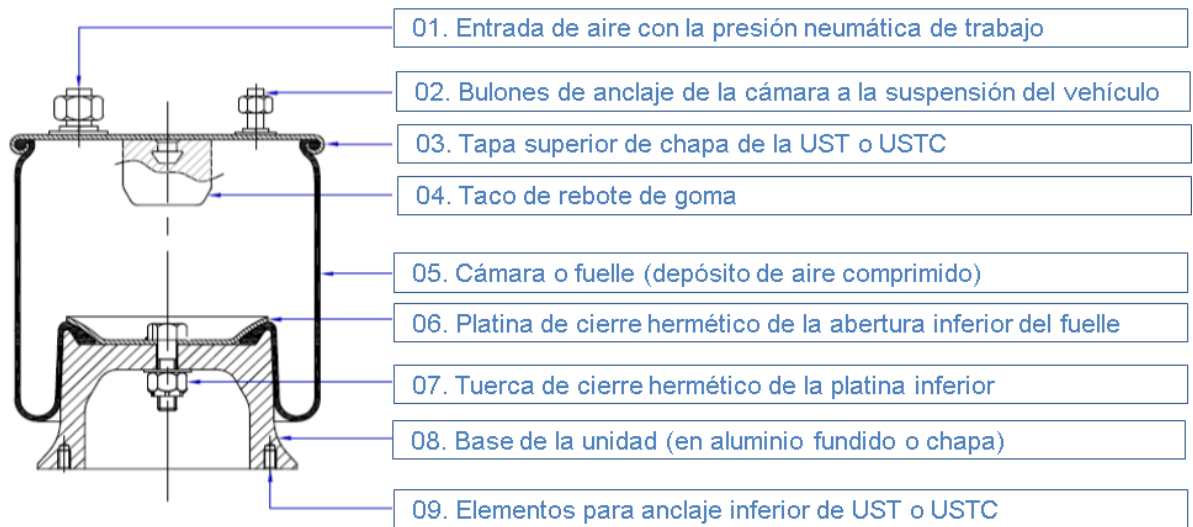 01. Entrada de aire con la presión neumática de trabajo
02. Bulones de anclaje de la cámara a la suspensión del vehículo
03. Tapa superior de chapa de la UST o USTC
04. Taco de rebote de goma
05. Cámara o fuelle (depósito de aire comprimido)
06. Platina de cierre hermético de la abertura inferior del fuelle
07. Tuerca de cierre hermético de la platina inferior
08. Base de la unidad (en aluminio fundido o chapa)
09. Elementos para anclaje inferior de UST o USTC